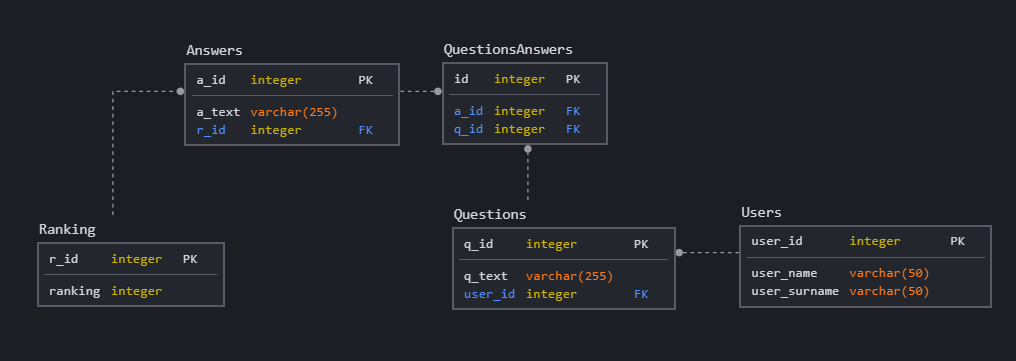 Answers
a_id integer PK
a_text varchar(255)
r_id integer FK
QuestionsAnswers
id integer PK
a_id integer FK
q_id integer FK
Ranking
r_id integer PK
ranking integer
Questions
q_id integer PK
q_text varchar(255)
user_id integer FK
Users
user_id integer PK
user_name varchar(50)
user_surname varchar(50)